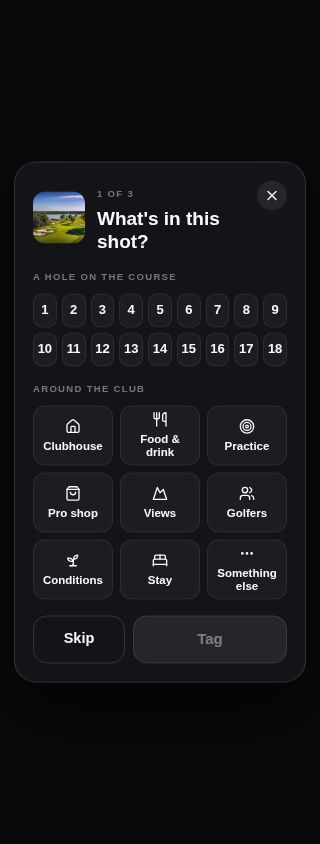 1 OF 3
What's in this
shot?
A HOLE ON THE COURSE
1 2 3 4 5 6 7 8 9
10 11 12 13 14 15 16 17 18
AROUND THE CLUB
Clubhouse
Food &
drink
Practice
Pro shop
Views
Golfers
Conditions
Stay
Something
else
Skip
Tag